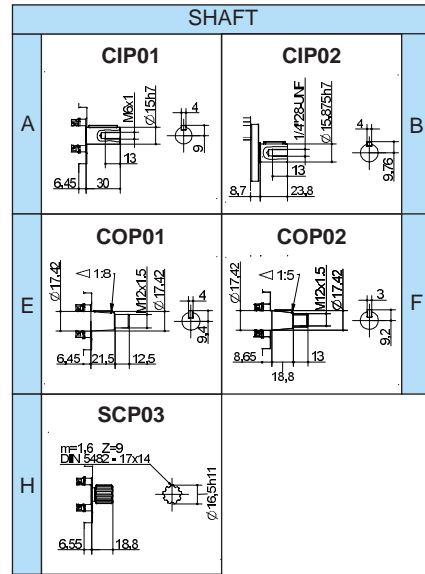 SHAFT
A
CIP01
M6x1
Ø15h7
4
9
13
6.45
30
CIP02
1/4"28-UNF
Ø15.875h7
4
9,76
13
8,7
23,8
B
E
COP01
Ø17.42
1:8
M12x1.5
Ø17.42
4
9.4
6.45
21,5
12,5
COP02
Ø17.42
1:5
M12x1.5
Ø17.42
3
9.2
8,65
18,8
13
F
H
SCP03
m=1,6 Z=9
DIN 5482 - 17x14
Ø16,5h11
6.55
18.8